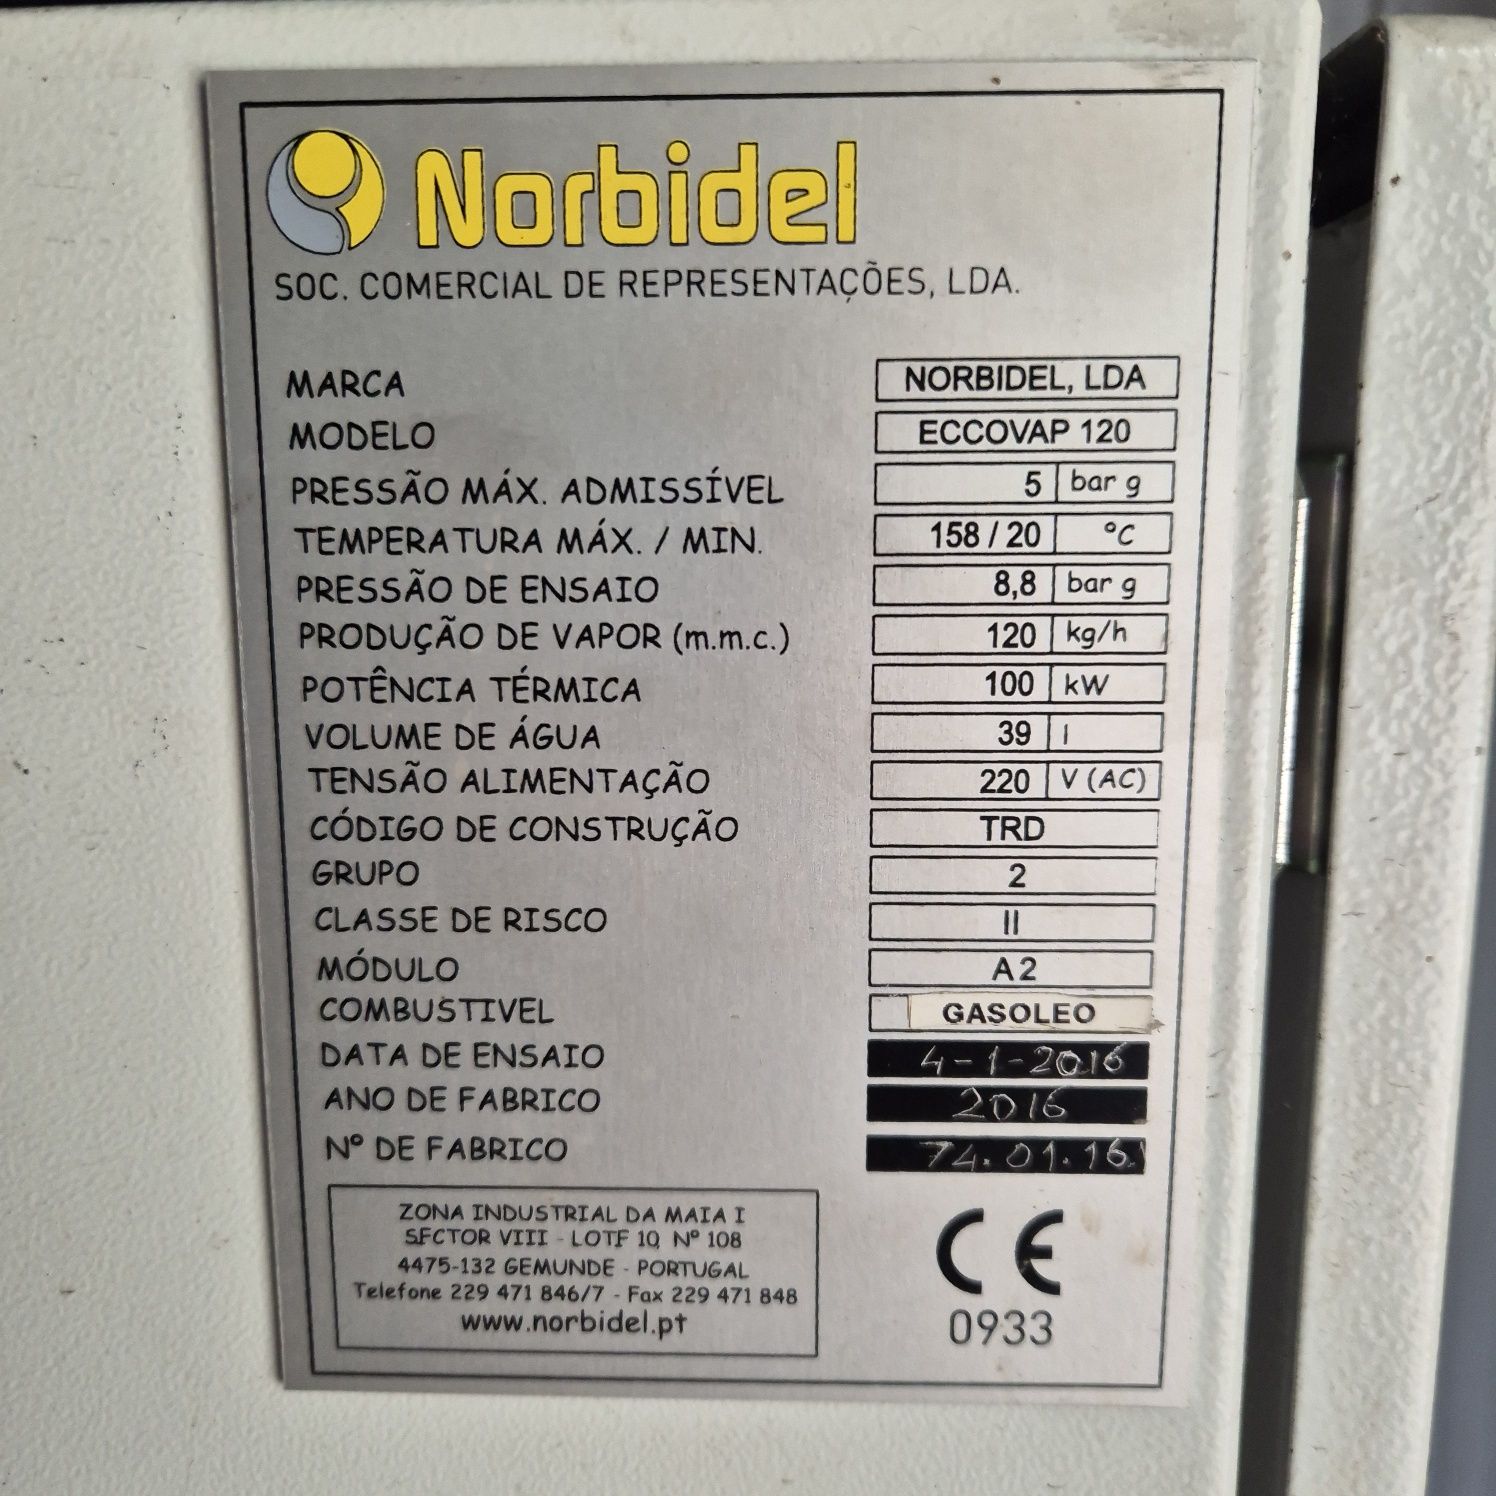 Norbidel
SOC. COMERCIAL DE REPRESENTAÇÕES, LDA.
MARCA NORBIDEL, LDA
MODELO ECCOVAP 120
PRESSÃO MÁX. ADMISSÍVEL 5 bar g
TEMPERATURA MÁX. / MIN. 158 / 20 ºC
PRESSÃO DE ENSAIO 8,8 bar g
PRODUÇÃO DE VAPOR (m.m.c.) 120 kg/h
POTÊNCIA TÉRMICA 100 kW
VOLUME DE ÁGUA 39 l
TENSÃO ALIMENTAÇÃO 220 V (AC)
CÓDIGO DE CONSTRUÇÃO TRD
GRUPO 2
CLASSE DE RISCO II
MÓDULO A2
COMBUSTIVEL GASOLEO
DATA DE ENSAIO 4-1-2016
ANO DE FABRICO 2016
Nº DE FABRICO 74.01.16
ZONA INDUSTRIAL DA MAIA I
SECTOR VIII - LOTE 10 Nº 108
4475-132 GEMUNDE - PORTUGAL
Telefone 229 471 846/7 - Fax 229 471 848
www.norbidel.pt
CE
0933